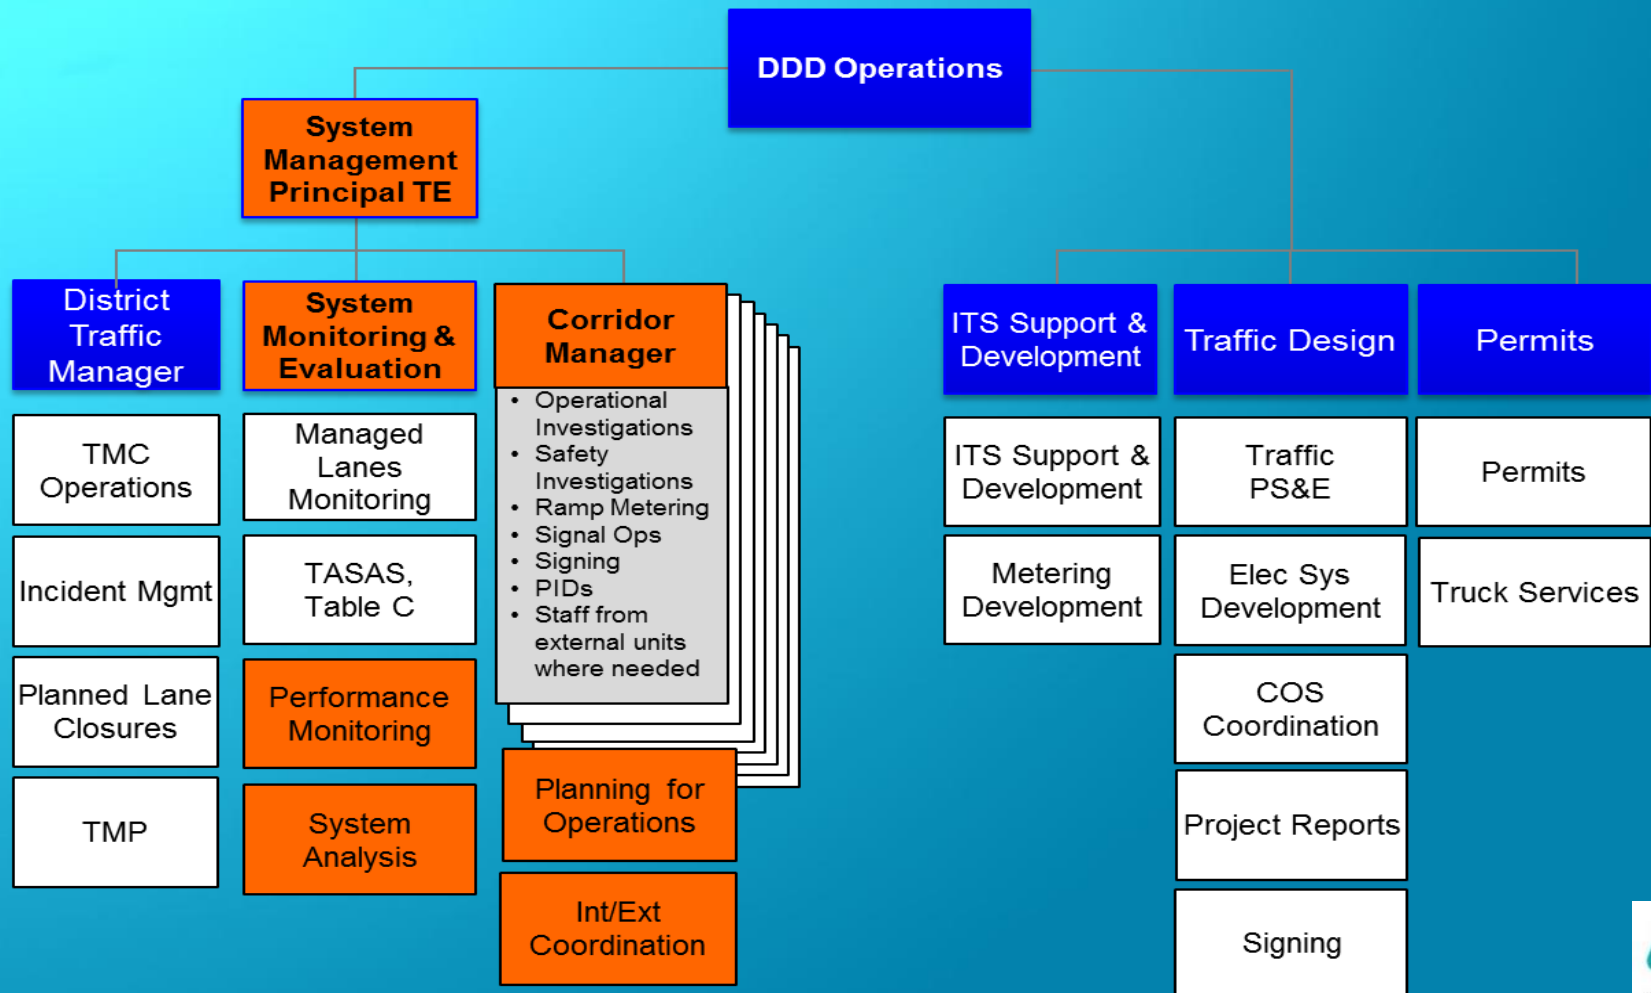 DDD Operations
System
Management
Principal TE
District
Traffic
Manager
TMC
Operations
Incident Mgmt
Planned Lane
Closures
TMP
System
Monitoring &
Evaluation
Managed
Lanes
Monitoring
TASAS,
Table C
Performance
Monitoring
System
Analysis
Corridor
Manager
• Operational
Investigations
• Safety
Investigations
• Ramp Metering
• Signal Ops
• Signing
• PIDs
• Staff from
external units
where needed
Planning for
Operations
Int/Ext
Coordination
ITS Support &
Development
ITS Support &
Development
Metering
Development
Traffic Design
Traffic
PS&E
Elec Sys
Development
COS
Coordination
Project Reports
Signing
Permits
Permits
Truck Services